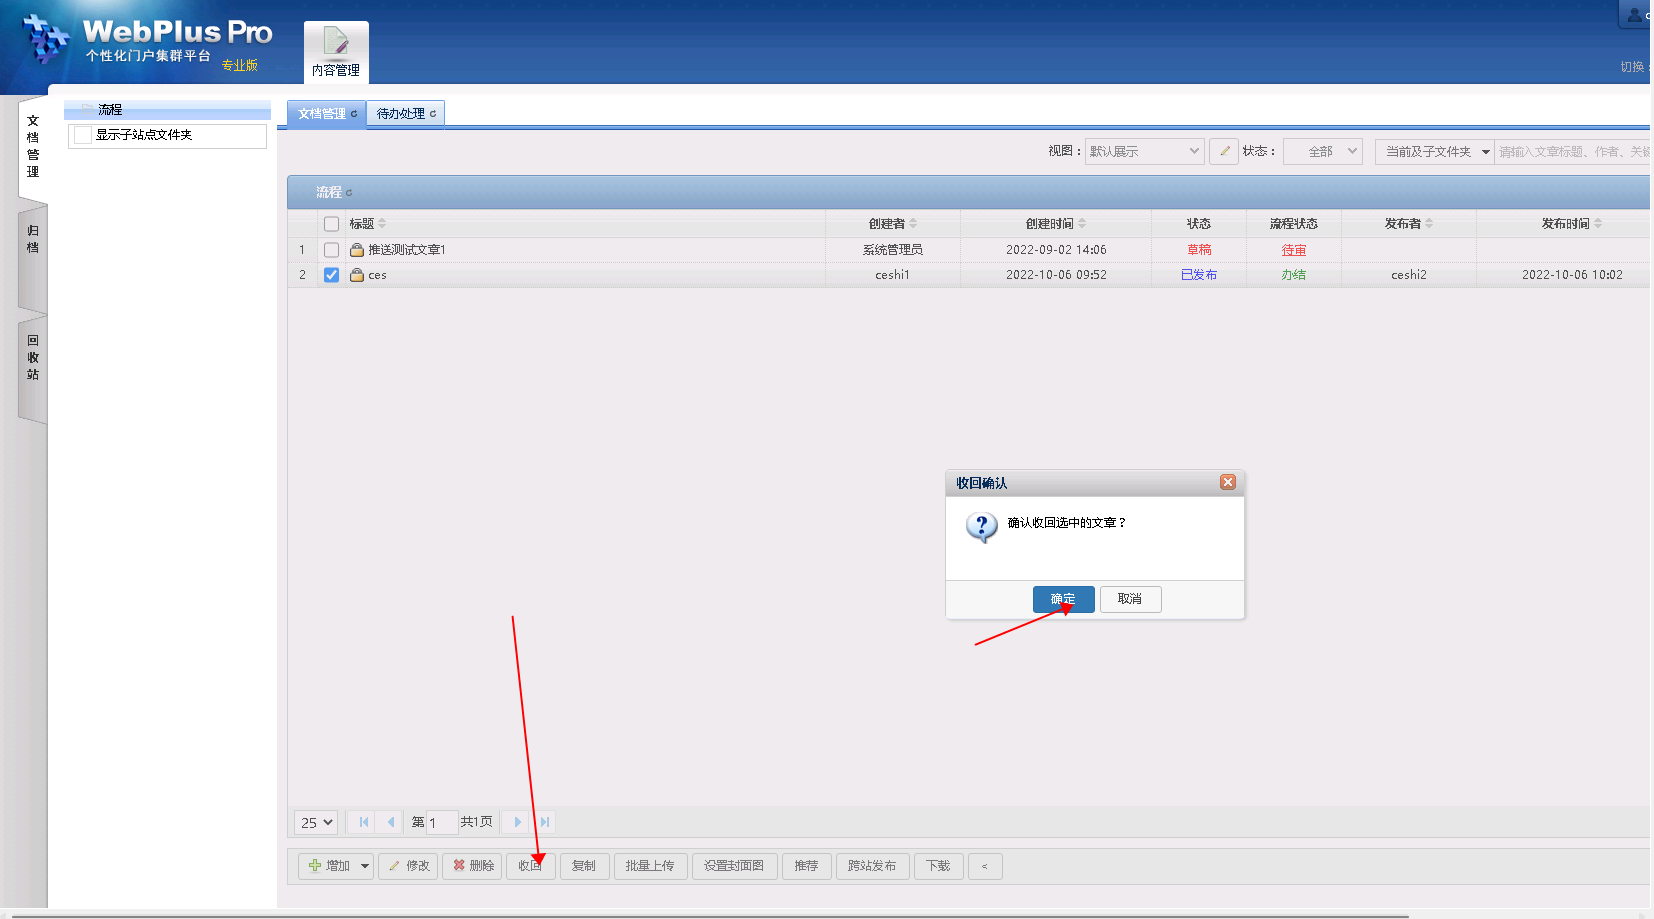 WebPlus Pro
个性化门户集群平台
专业版
内容管理
切换：
文档管理
归档
回收站
流程
显示子站点文件夹
文档管理 待办处理
视图： 默认展示 状态： 全部 当前及子文件夹 请输入文章标题、作者、关键
流程
标题 创建者 创建时间 状态 流程状态 发布者 发布时间
1 推送测试文章1 系统管理员 2022-09-02 14:06 草稿 待审
2 ces ceshi1 2022-10-06 09:52 已发布 办结 ceshi2 2022-10-06 10:02
收回确认
确认收回选中的文章？
确定 取消
25 第 1 共1页
增加 修改 删除 收回 复制 批量上传 设置封面图 推荐 跨站发布 下载 <